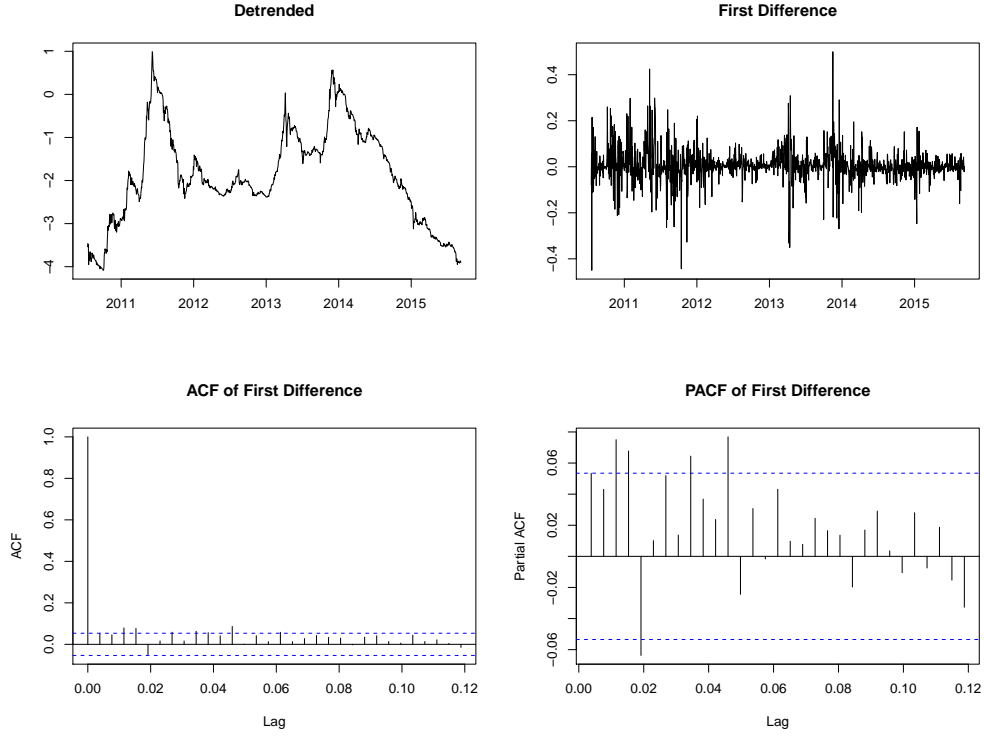 Detrended
1
0
-1
-2
-3
-4
2011 2012 2013 2014 2015
First Difference
0.4
0.2
0.0
-0.2
-0.4
2011 2012 2013 2014 2015
ACF of First Difference
ACF
1.0
0.8
0.6
0.4
0.2
0.0
0.00 0.02 0.04 0.06 0.08 0.10 0.12
Lag
PACF of First Difference
Partial ACF
0.06
0.02
-0.02
-0.06
0.00 0.02 0.04 0.06 0.08 0.10 0.12
Lag